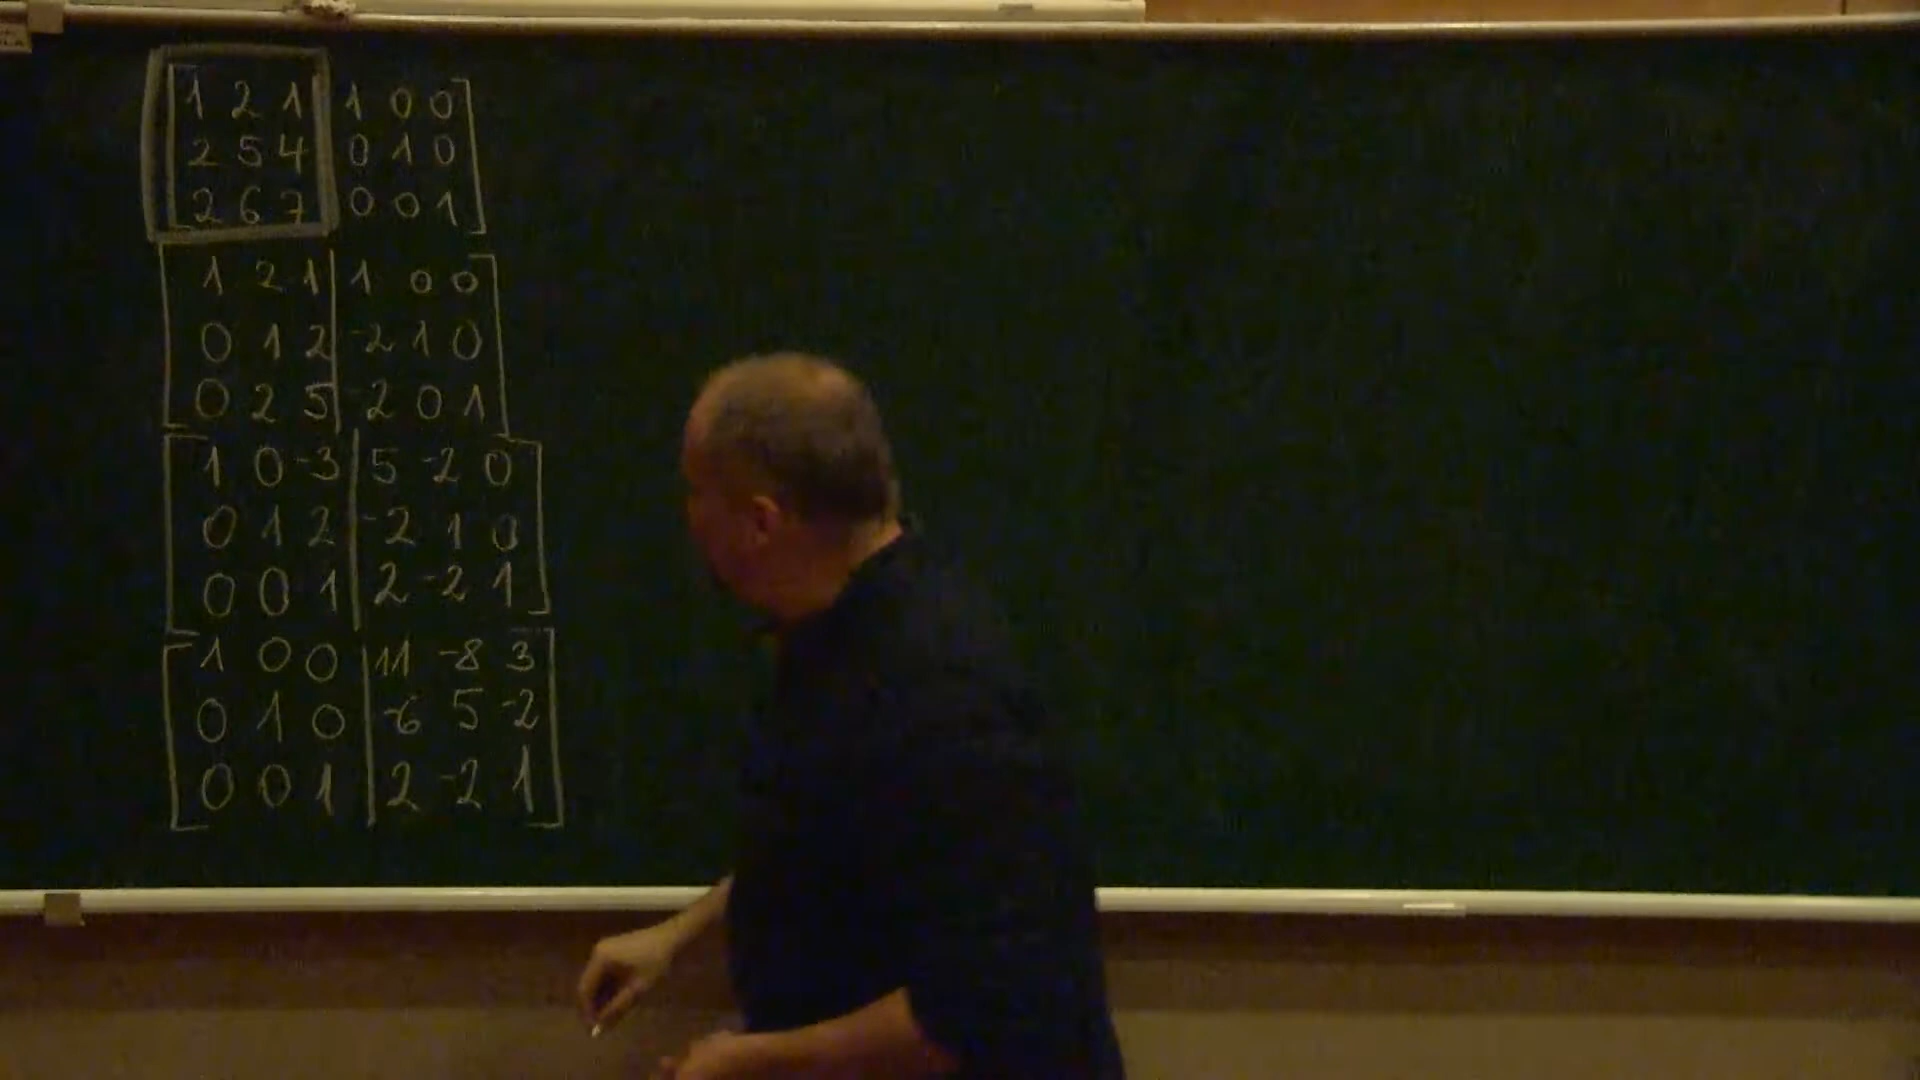 1 2 1 1 0 0
2 5 4 0 1 0
2 6 7 0 0 1
1 2 1 | 1 0 0
0 1 2 | -2 1 0
0 2 5 | -2 0 1
1 0 -3 | 5 -2 0
0 1 2 | -2 1 0
0 0 1 | 2 -2 1
1 0 0 | 11 -8 3
0 1 0 | -6 5 -2
0 0 1 | 2 -2 1